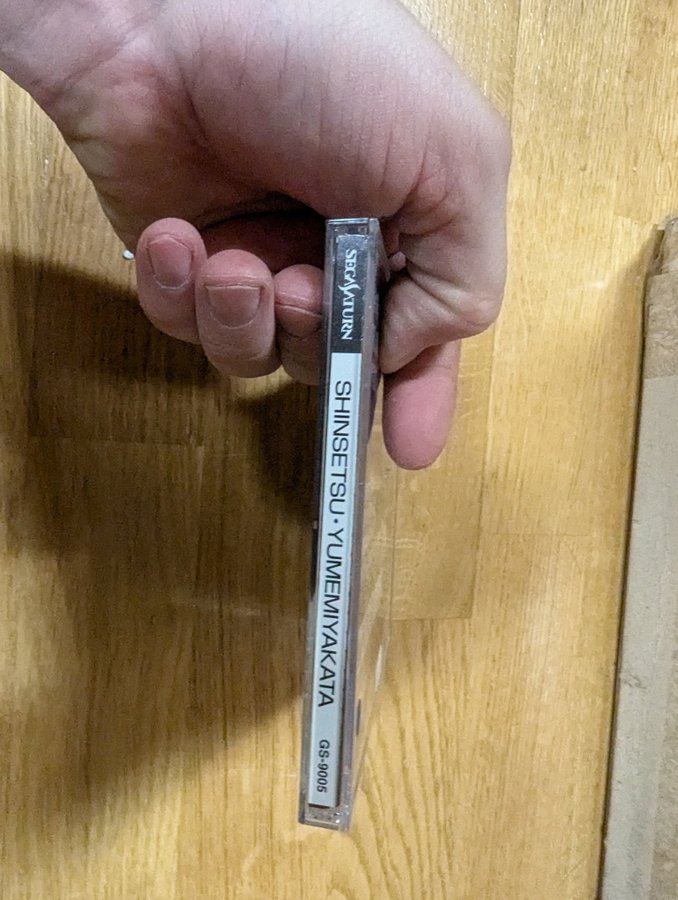 SEGA SATURN
SHINSETSU・YUMEMIYAKATA
GS-9005